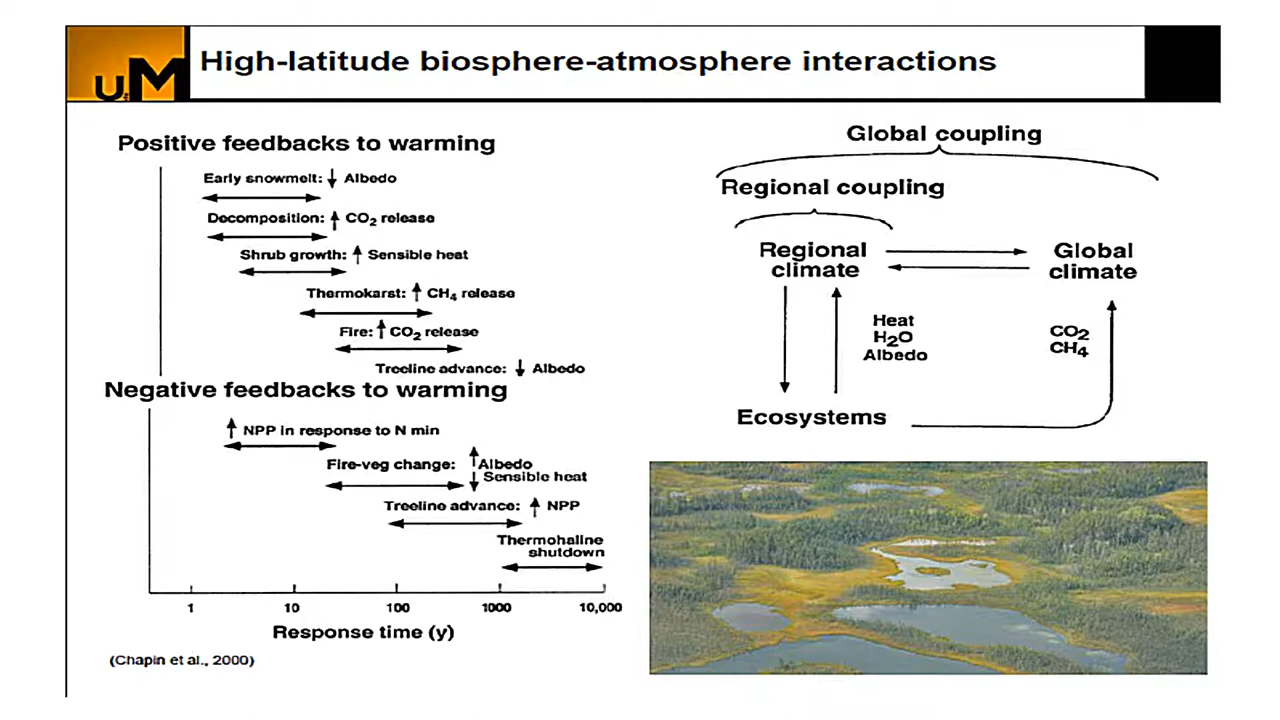 UM
High-latitude biosphere-atmosphere interactions
Positive feedbacks to warming
Early snowmelt: ↓ Albedo
Decomposition: ↑ CO₂ release
Shrub growth: ↑ Sensible heat
Thermokarst: ↑ CH₄ release
Fire: ↑ CO₂ release
Treeline advance: ↓ Albedo
Negative feedbacks to warming
↑ NPP in response to N min
Fire-veg change: ↑ Albedo
↓ Sensible heat
Treeline advance: ↑ NPP
Thermohaline
shutdown
1 10 100 1000 10,000
Response time (y)
(Chapin et al., 2000)
Global coupling
Regional coupling
Regional
climate
Global
climate
Heat
H₂O
Albedo
CO₂
CH₄
Ecosystems